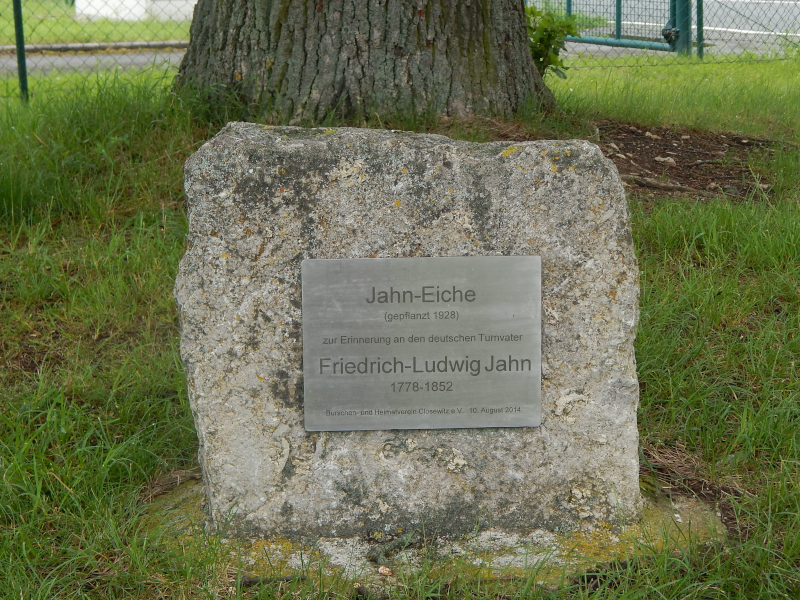 Jahn-Eiche
(gepflanzt 1928)
zur Erinnerung an den deutschen Turnvater
Friedrich-Ludwig Jahn
1778-1852
Burschen- und Heimatverein Closewitz e.V., 10. August 2014